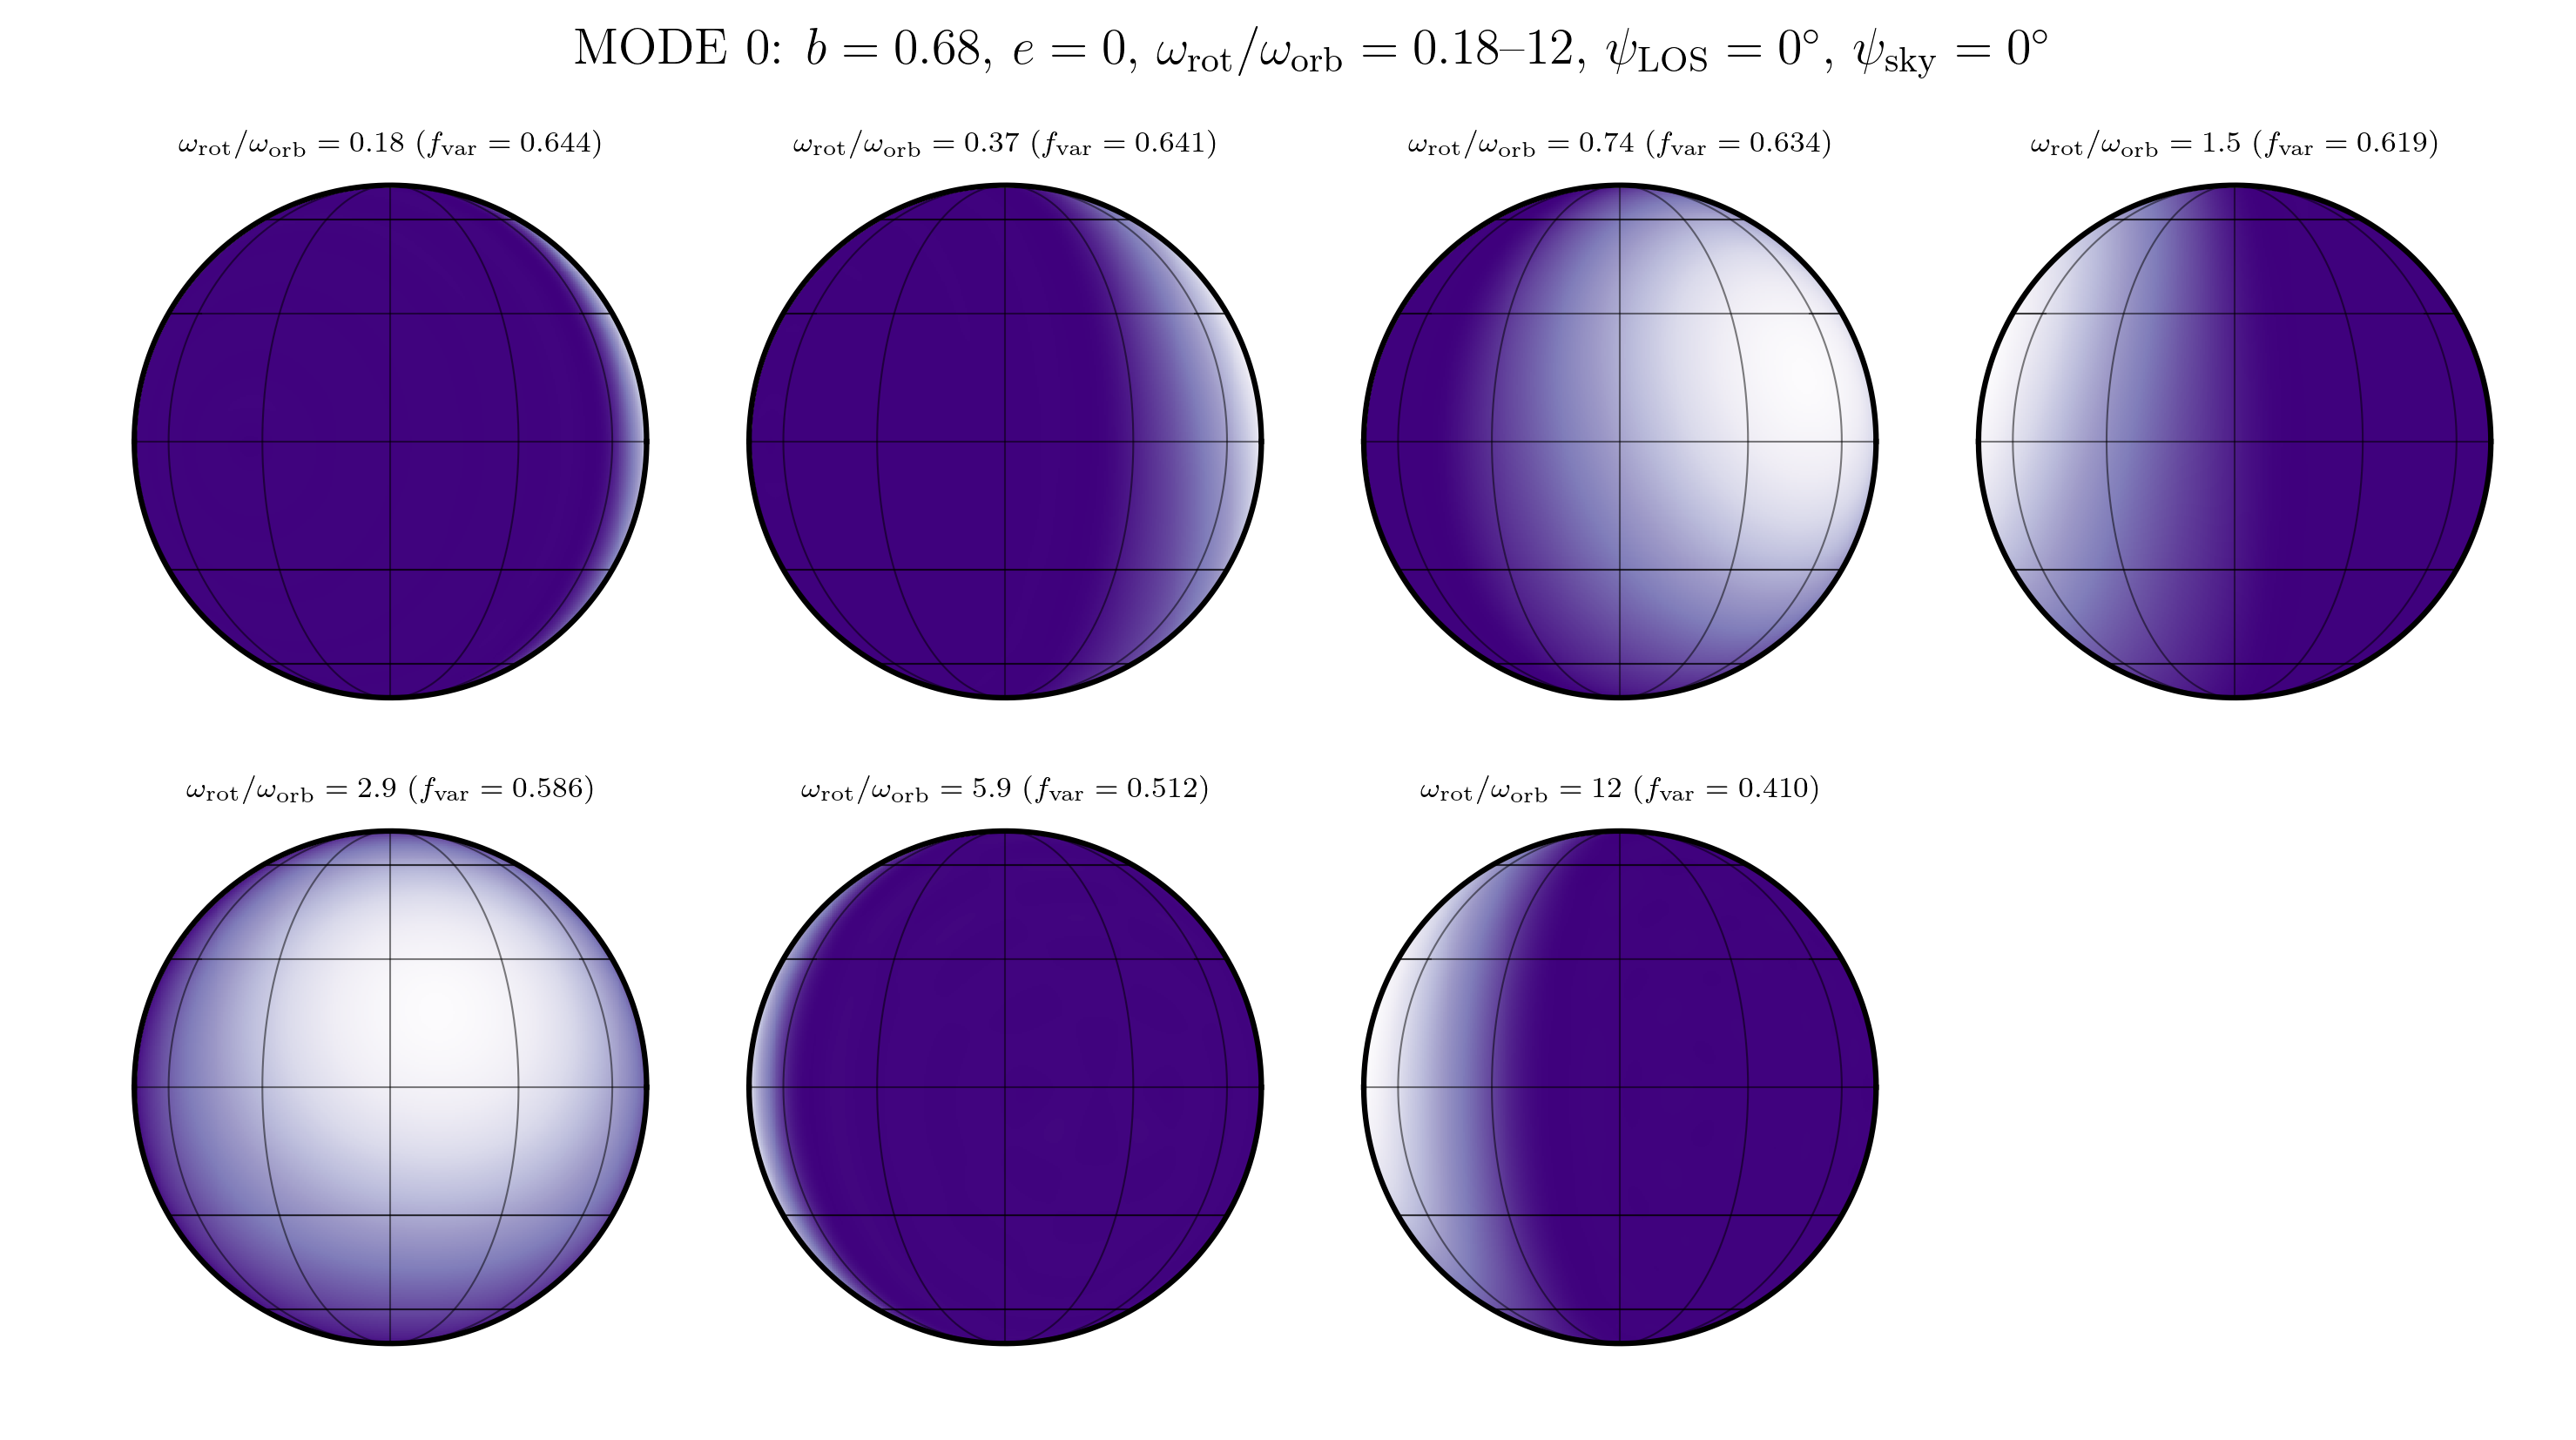 MODE 0: b = 0.68, e = 0, ω_rot/ω_orb = 0.18–12, ψ_LOS = 0°, ψ_sky = 0°
ω_rot/ω_orb = 0.18 (f_var = 0.644)
ω_rot/ω_orb = 0.37 (f_var = 0.641)
ω_rot/ω_orb = 0.74 (f_var = 0.634)
ω_rot/ω_orb = 1.5 (f_var = 0.619)
ω_rot/ω_orb = 2.9 (f_var = 0.586)
ω_rot/ω_orb = 5.9 (f_var = 0.512)
ω_rot/ω_orb = 12 (f_var = 0.410)